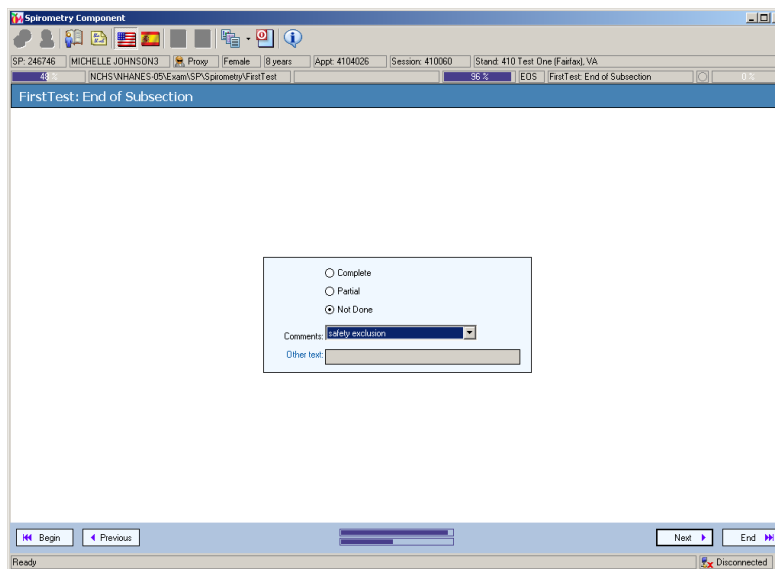 Spirometry Component
SP: 246746 MICHELLE JOHNSON3 Proxy Female 8 years Appt: 4104026 Session: 410060 Stand: 410 Test One (Fairfax), VA
48 % NCHS\NHANES-05\Exam\SP\Spirometry\FirstTest 96 % EOS FirstTest: End of Subsection 0 %
FirstTest: End of Subsection
Complete
Partial
Not Done
Comments: safety exclusion
Other text:
Begin Previous Next End
Ready Disconnected